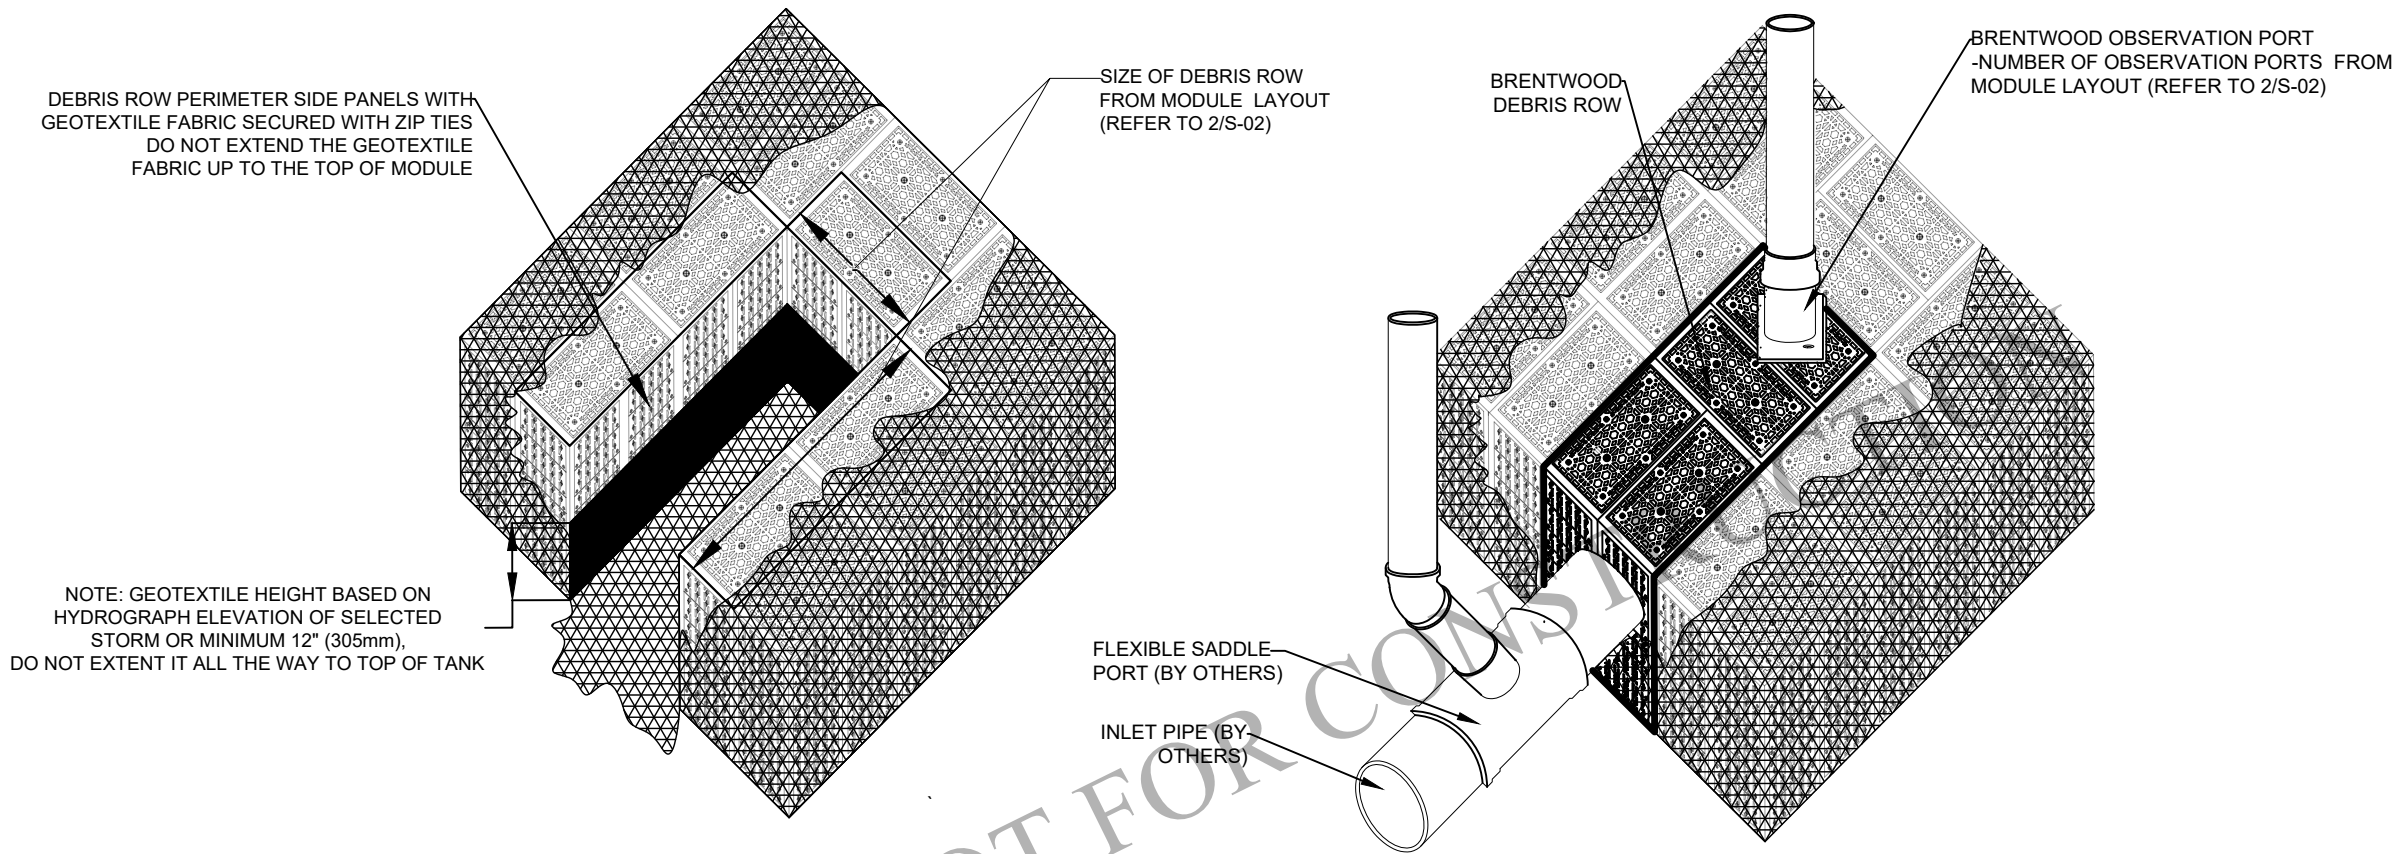 DEBRIS ROW PERIMETER SIDE PANELS WITH
GEOTEXTILE FABRIC SECURED WITH ZIP TIES
DO NOT EXTEND THE GEOTEXTILE
FABRIC UP TO THE TOP OF MODULE
SIZE OF DEBRIS ROW
FROM MODULE LAYOUT
(REFER TO 2/S-02)
NOTE: GEOTEXTILE HEIGHT BASED ON
HYDROGRAPH ELEVATION OF SELECTED
STORM OR MINIMUM 12" (305mm),
DO NOT EXTENT IT ALL THE WAY TO TOP OF TANK
BRENTWOOD
DEBRIS ROW
BRENTWOOD OBSERVATION PORT
-NUMBER OF OBSERVATION PORTS FROM
MODULE LAYOUT (REFER TO 2/S-02)
FLEXIBLE SADDLE
PORT (BY OTHERS)
INLET PIPE (BY
OTHERS)
FOR